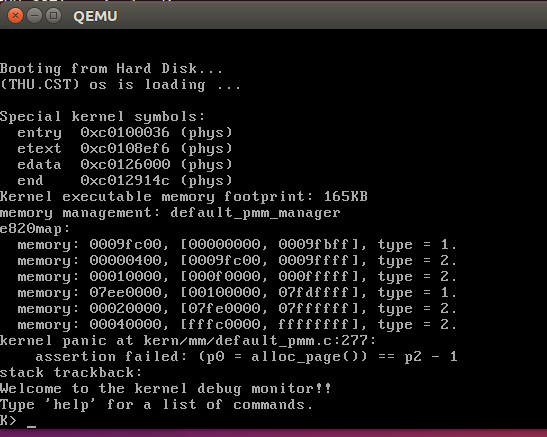 QEMU
Booting from Hard Disk...
(THU.CST) os is loading ...
Special kernel symbols:
  entry  0xc0100036 (phys)
  etext  0xc0108ef6 (phys)
  edata  0xc0126000 (phys)
  end    0xc012914c (phys)
Kernel executable memory footprint: 165KB
memory management: default_pmm_manager
e820map:
  memory: 0009fc00, [00000000, 0009fbff], type = 1.
  memory: 00000400, [0009fc00, 0009ffff], type = 2.
  memory: 00010000, [000f0000, 000fffff], type = 2.
  memory: 07ee0000, [00100000, 07fdffff], type = 1.
  memory: 00020000, [07fe0000, 07ffffff], type = 2.
  memory: 00040000, [fffc0000, ffffffff], type = 2.
kernel panic at kern/mm/default_pmm.c:277:
    assertion failed: (p0 = alloc_page()) == p2 - 1
stack trackback:
Welcome to the kernel debug monitor!!
Type 'help' for a list of commands.
K> _